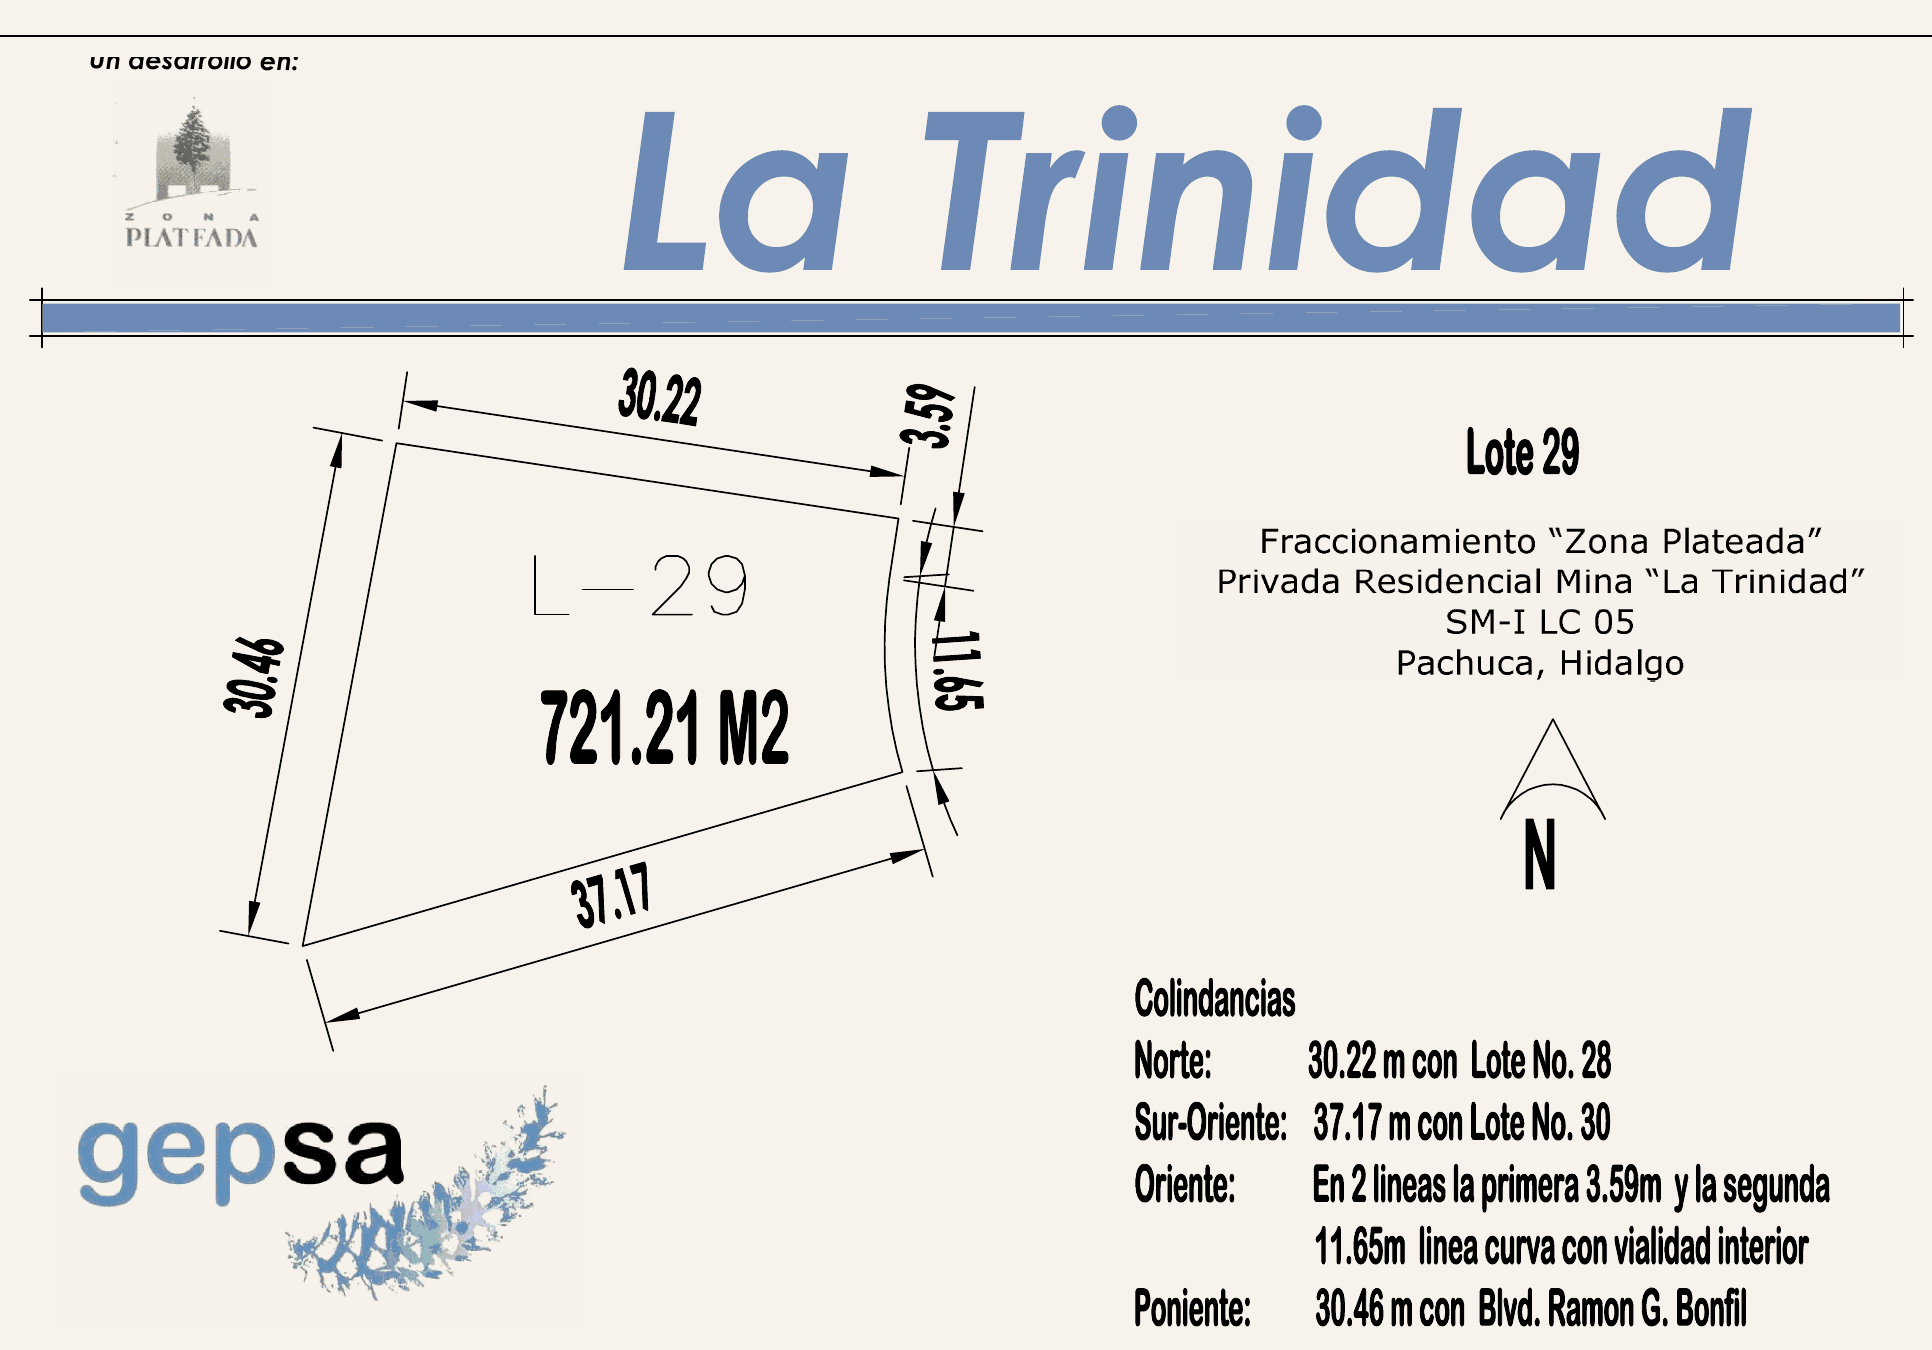 un desarrollo en:
ZONA
PLATEADA
La Trinidad
30.22
3.59
30.46
L-29
721.21 M2
11.65
37.17
Lote 29
Fraccionamiento “Zona Plateada”
Privada Residencial Mina “La Trinidad”
SM-I LC 05
Pachuca, Hidalgo
N
gepsa
Colindancias
Norte: 30.22 m con Lote No. 28
Sur-Oriente: 37.17 m con Lote No. 30
Oriente: En 2 lineas la primera 3.59m y la segunda
11.65m linea curva con vialidad interior
Poniente: 30.46 m con Blvd. Ramon G. Bonfil